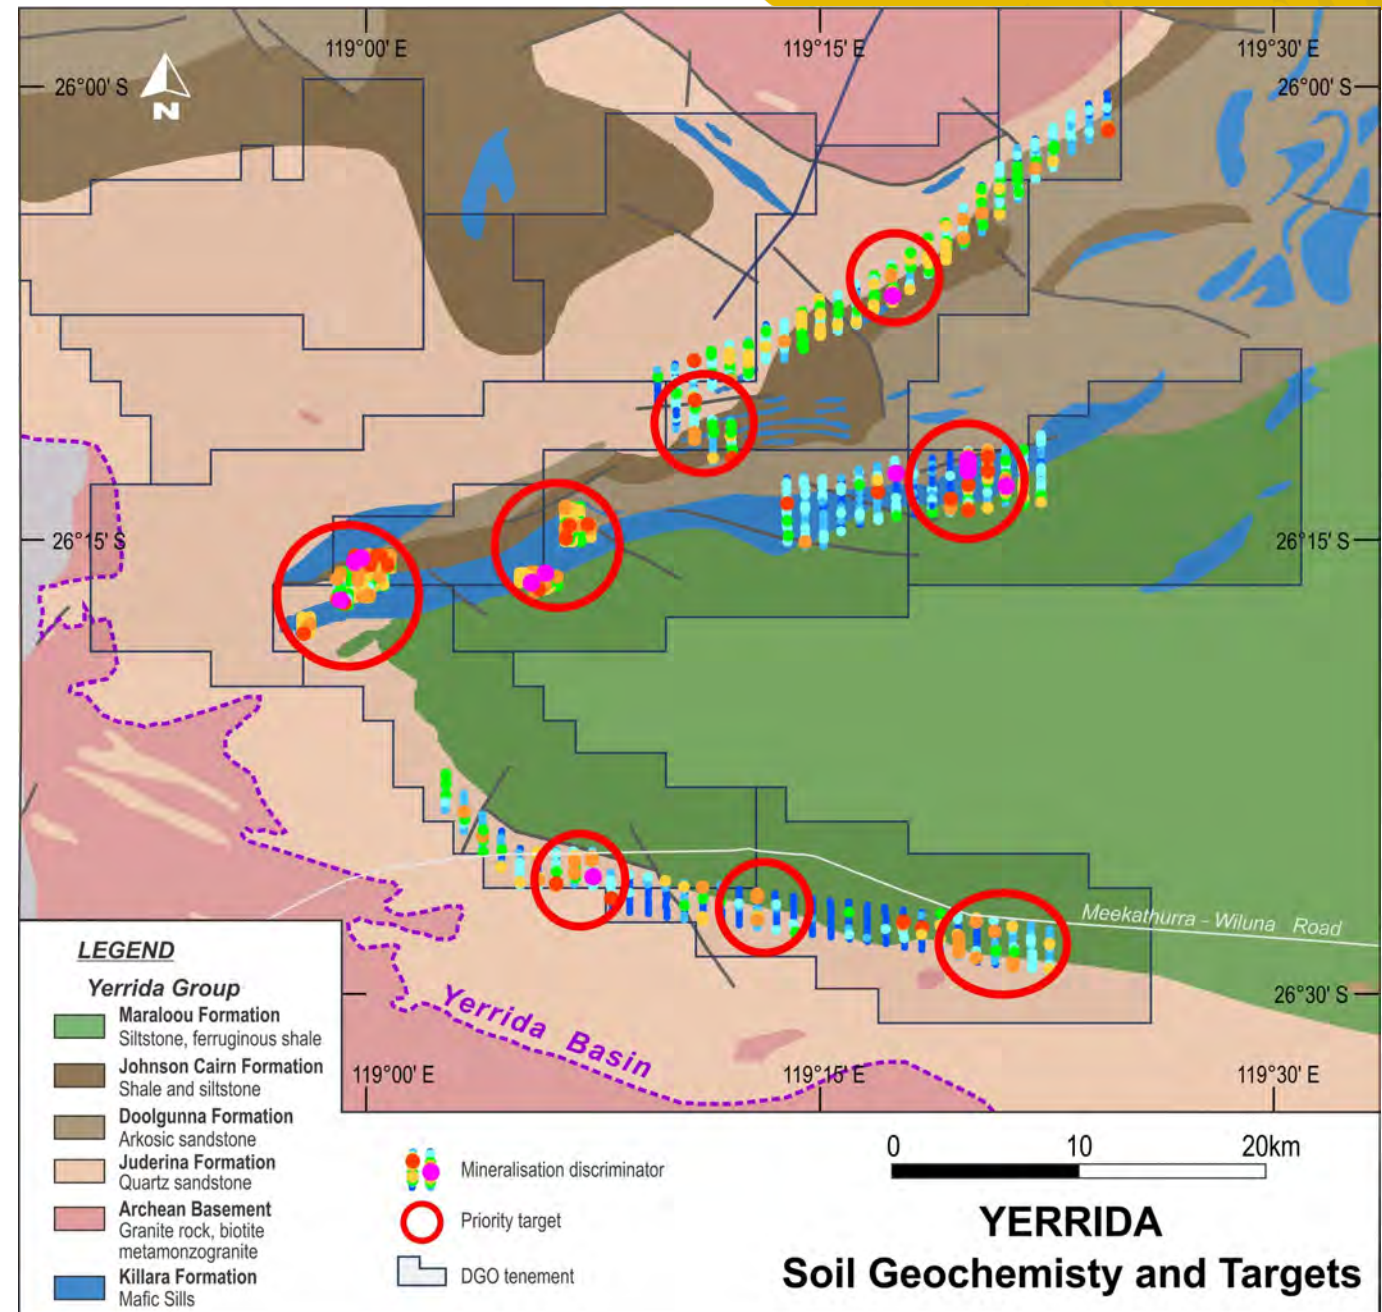 119°00' E
119°15' E
119°30' E
26°00' S
26°00' S
N
26°15' S
26°15' S
Meekathurra - Wiluna Road
26°30' S
Yerrida Basin
119°00' E
119°15' E
119°30' E
LEGEND
Yerrida Group
Maraloou Formation
Siltstone, ferruginous shale
Johnson Cairn Formation
Shale and siltstone
Doolgunna Formation
Arkosic sandstone
Juderina Formation
Quartz sandstone
Archean Basement
Granite rock, biotite
metamonzogranite
Killara Formation
Mafic Sills
Mineralisation discriminator
Priority target
DGO tenement
0 10 20km
YERRIDA
Soil Geochemisty and Targets